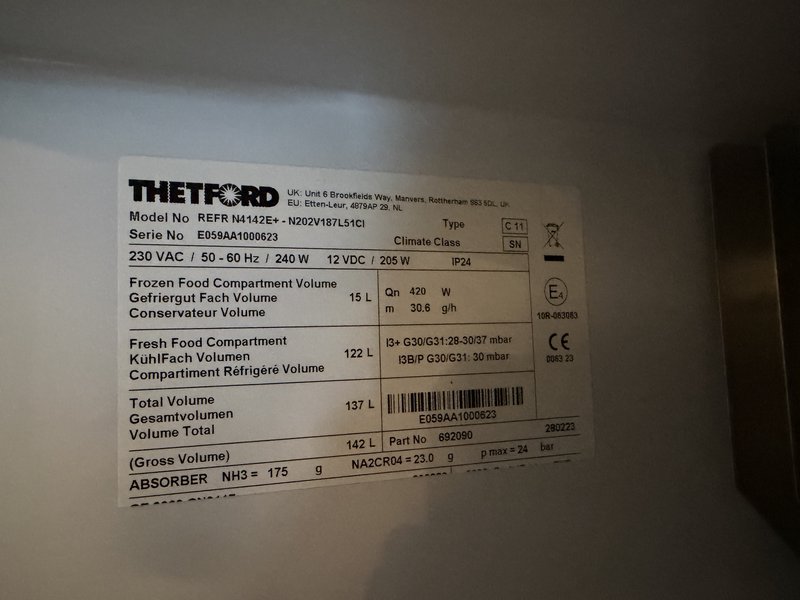 THETFORD
UK: Unit 6 Brookfields Way, Manvers, Rottherham S63 5DL, UK
EU: Etten-Leur, 4879AP 29, NL
Model No REFR N4142E+ - N202V187L51CI Type C 11
Serie No E059AA1000623 Climate Class SN
230 VAC / 50 - 60 Hz / 240 W 12 VDC / 205 W IP24
Frozen Food Compartment Volume
Gefriergut Fach Volume 15 L
Conservateur Volume
Qn 420 W
m 30.6 g/h
E4
10R-063063
Fresh Food Compartment
KühlFach Volumen 122 L
Compartiment Réfrigéré Volume
I3+ G30/G31:28-30/37 mbar
I3B/P G30/G31: 30 mbar
CE
0063 23
Total Volume
Gesamtvolumen 137 L
Volume Total
E059AA1000623
(Gross Volume) 142 L Part No 692090 280223
ABSORBER NH3 = 175 g NA2CR04 = 23.0 g p max = 24 bar